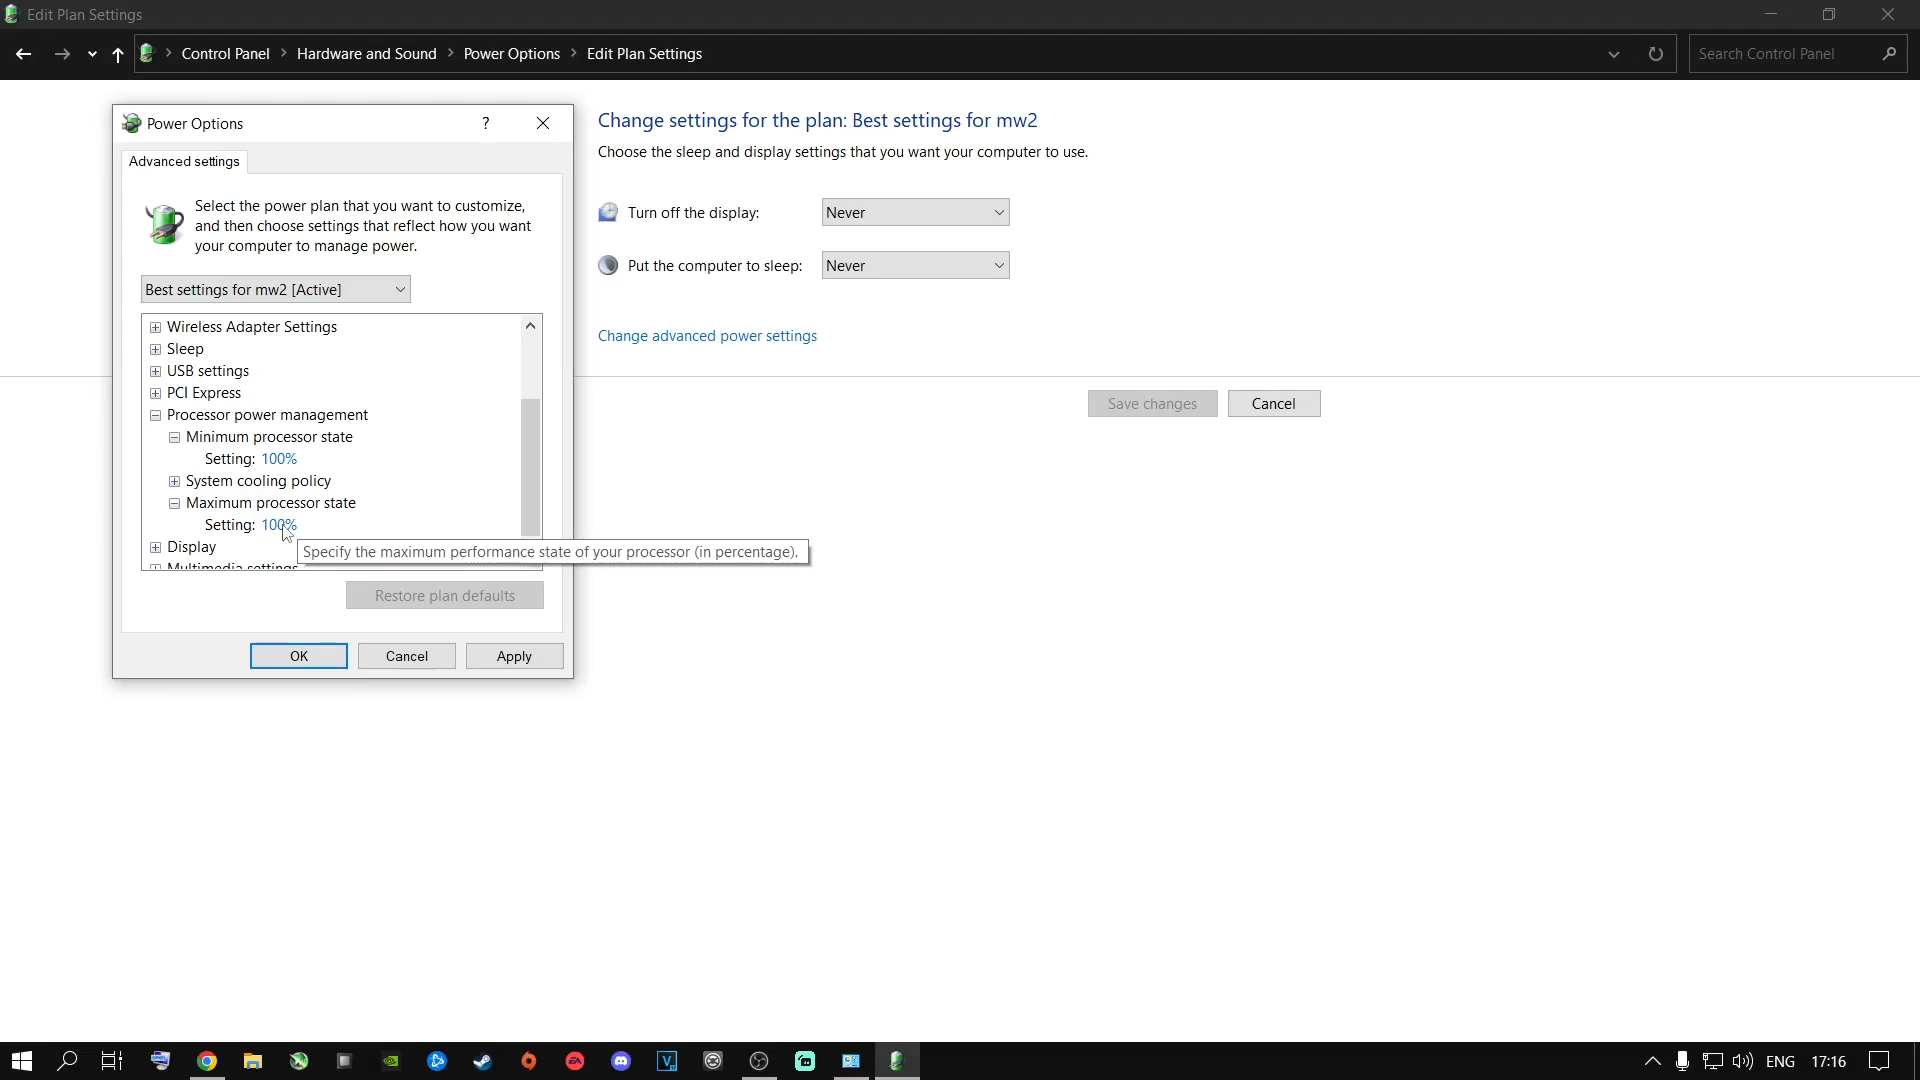 Edit Plan Settings
Control Panel
Hardware and Sound
Power Options
Edit Plan Settings
Search Control Panel
Power Options
?
Advanced settings
Select the power plan that you want to customize,
and then choose settings that reflect how you want
your computer to manage power.
Best settings for mw2 [Active]
Wireless Adapter Settings
Sleep
USB settings
PCI Express
Processor power management
Minimum processor state
Setting: 100%
System cooling policy
Maximum processor state
Setting: 100%
Display
Specify the maximum performance state of your processor (in percentage).
Multimedia settings
Restore plan defaults
OK
Cancel
Apply
Change settings for the plan: Best settings for mw2
Choose the sleep and display settings that you want your computer to use.
Turn off the display:
Never
Put the computer to sleep:
Never
Change advanced power settings
Save changes
Cancel
ENG
17:16